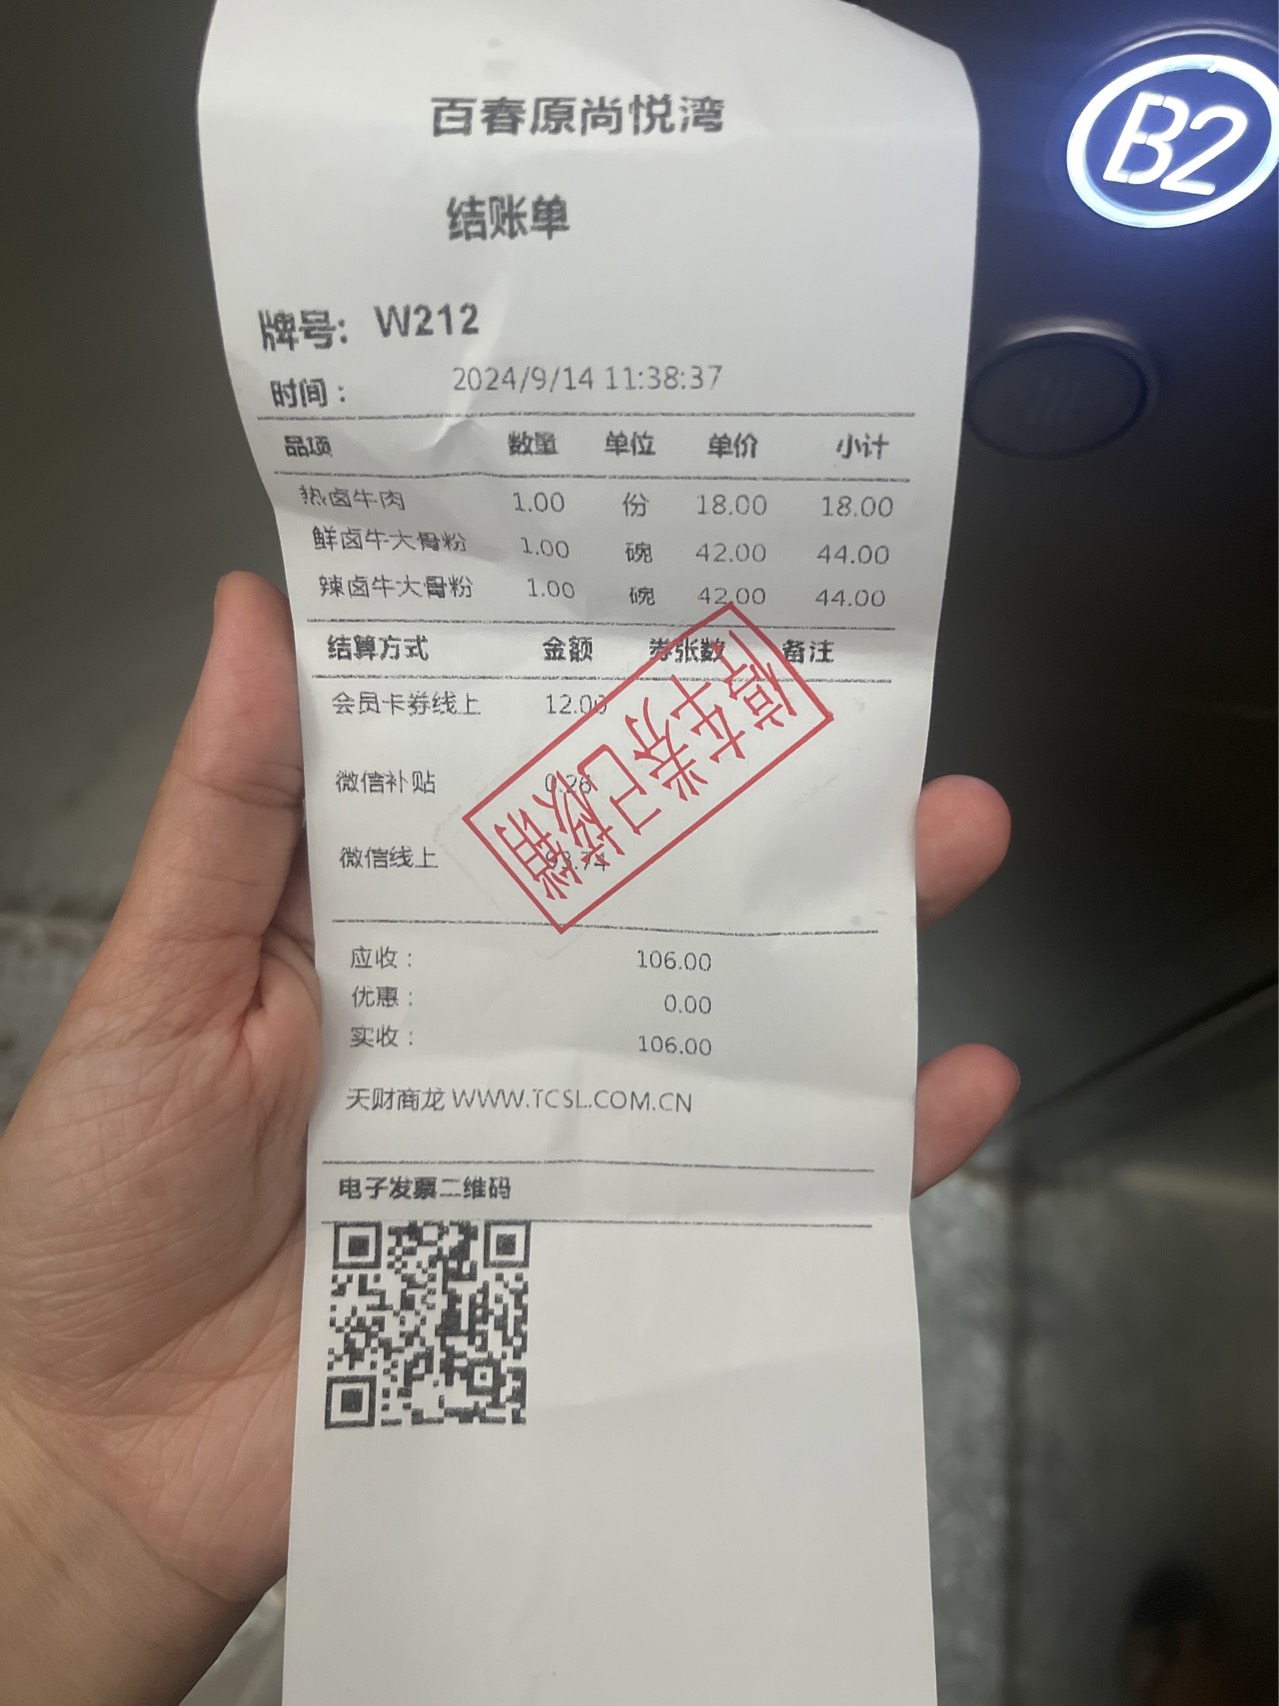 百春原尚悦湾
结账单
牌号: W212
时间： 2024/9/14 11:38:37
品项 数量 单位 单价 小计
热卤牛肉 1.00 份 18.00 18.00
鲜卤牛大骨粉 1.00 碗 42.00 44.00
辣卤牛大骨粉 1.00 碗 42.00 44.00
结算方式 金额 券张数 备注
会员卡券线上 12.00
微信补贴 0.26
微信线上 93.74
停车券已核销
应收： 106.00
优惠： 0.00
实收： 106.00
天财商龙 WWW.TCSL.COM.CN
电子发票二维码
B2